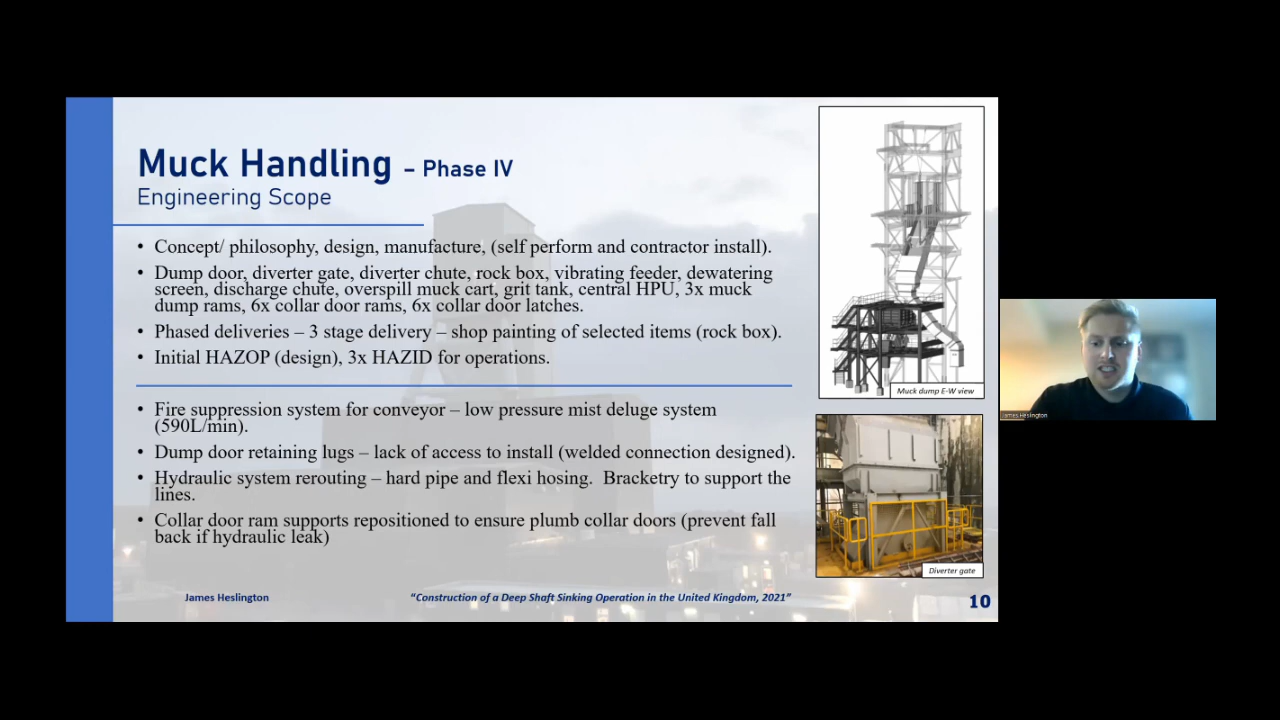 Muck Handling – Phase IV
Engineering Scope
• Concept/ philosophy, design, manufacture, (self perform and contractor install).
• Dump door, diverter gate, diverter chute, rock box, vibrating feeder, dewatering
screen, discharge chute, overspill muck cart, grit tank, central HPU, 3x muck
dump rams, 6x collar door rams, 6x collar door latches.
• Phased deliveries – 3 stage delivery – shop painting of selected items (rock box).
• Initial HAZOP (design), 3x HAZID for operations.
• Fire suppression system for conveyor – low pressure mist deluge system
(590L/min).
• Dump door retaining lugs – lack of access to install (welded connection designed).
• Hydraulic system rerouting – hard pipe and flexi hosing. Bracketry to support the
lines.
• Collar door ram supports repositioned to ensure plumb collar doors (prevent fall
back if hydraulic leak)
Muck dump E-W view
Diverter gate
James Heslington
“Construction of a Deep Shaft Sinking Operation in the United Kingdom, 2021”
10
James Heslington